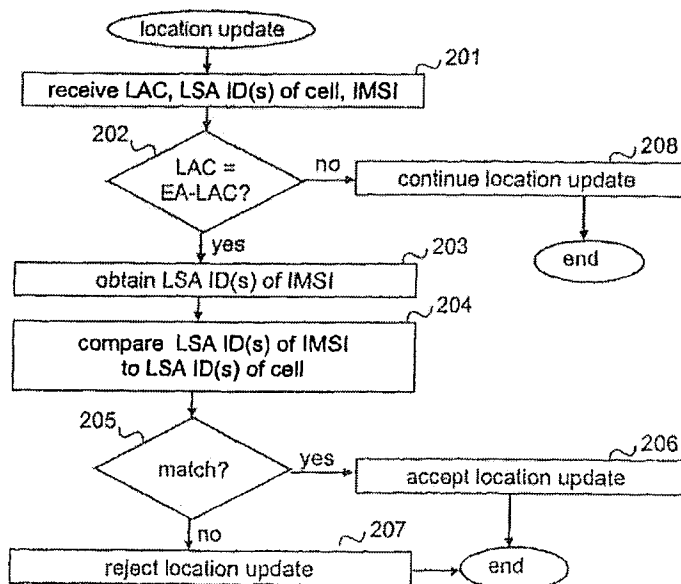 location update
201
receive LAC, LSA ID(s) of cell, IMSI
202
LAC =
EA-LAC?
no
208
continue location update
yes
end
203
obtain LSA ID(s) of IMSI
204
compare LSA ID(s) of IMSI
to LSA ID(s) of cell
205
match?
yes
206
accept location update
no
207
reject location update
end